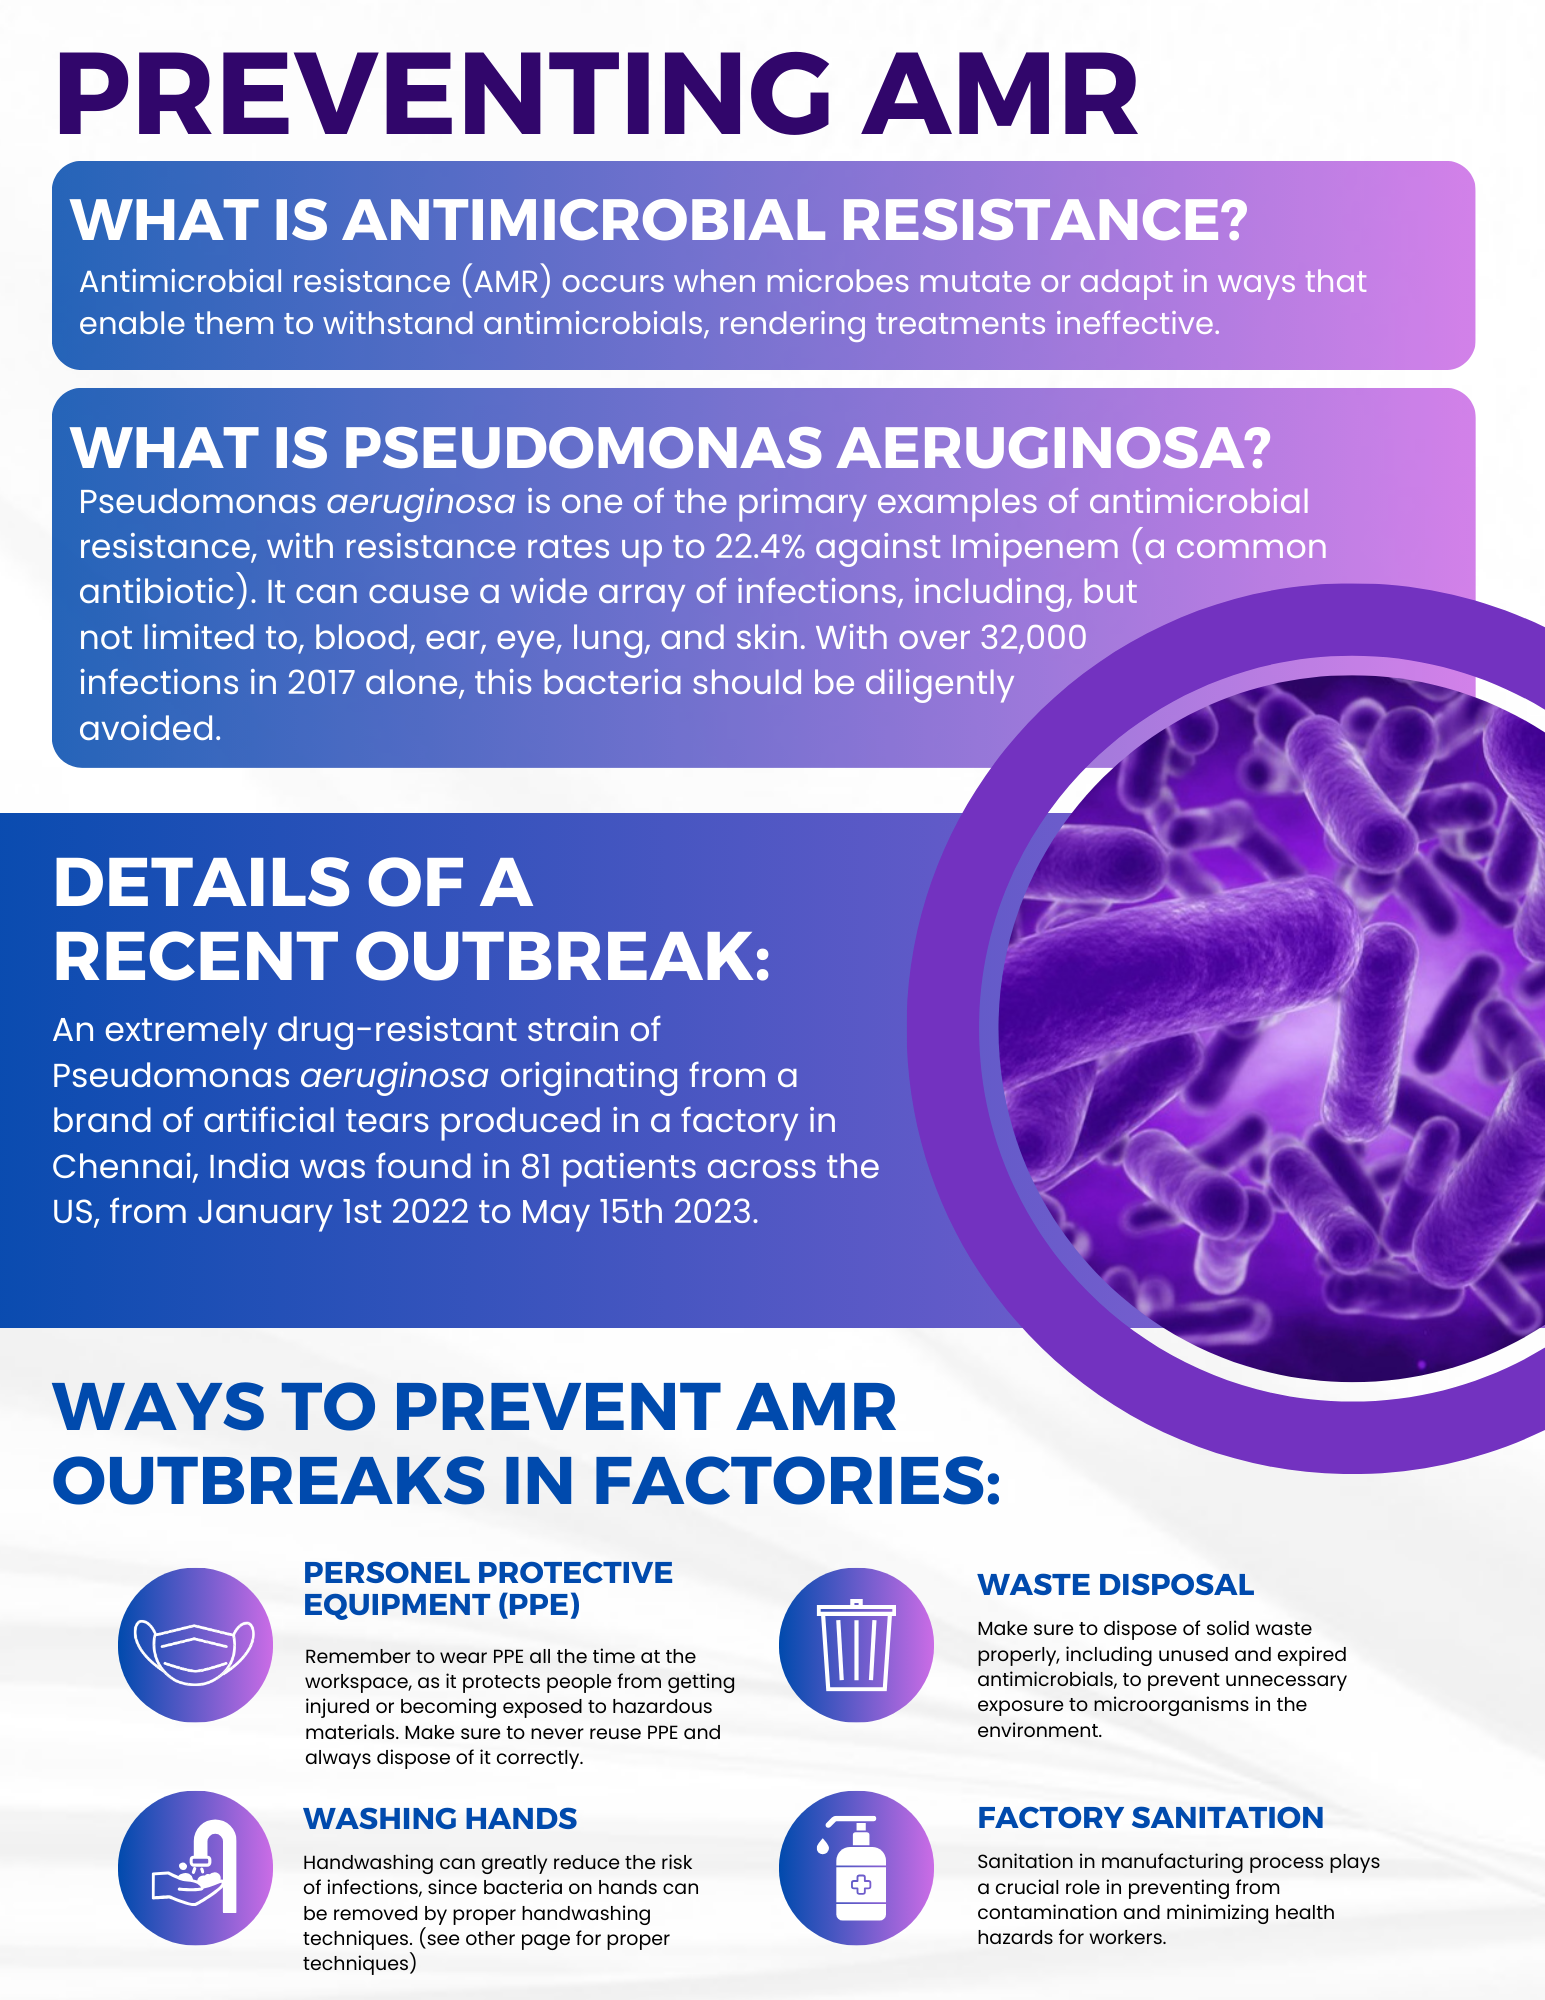 PREVENTING AMR
WHAT IS ANTIMICROBIAL RESISTANCE?
Antimicrobial resistance (AMR) occurs when microbes mutate or adapt in ways that
enable them to withstand antimicrobials, rendering treatments ineffective.
WHAT IS PSEUDOMONAS AERUGINOSA?
Pseudomonas aeruginosa is one of the primary examples of antimicrobial
resistance, with resistance rates up to 22.4% against Imipenem (a common
antibiotic). It can cause a wide array of infections, including, but
not limited to, blood, ear, eye, lung, and skin. With over 32,000
infections in 2017 alone, this bacteria should be diligently
avoided.
DETAILS OF A
RECENT OUTBREAK:
An extremely drug-resistant strain of
Pseudomonas aeruginosa originating from a
brand of artificial tears produced in a factory in
Chennai, India was found in 81 patients across the
US, from January 1st 2022 to May 15th 2023.
WAYS TO PREVENT AMR
OUTBREAKS IN FACTORIES:
PERSONEL PROTECTIVE
EQUIPMENT (PPE)
Remember to wear PPE all the time at the
workspace, as it protects people from getting
injured or becoming exposed to hazardous
materials. Make sure to never reuse PPE and
always dispose of it correctly.
WASTE DISPOSAL
Make sure to dispose of solid waste
properly, including unused and expired
antimicrobials, to prevent unnecessary
exposure to microorganisms in the
environment.
WASHING HANDS
Handwashing can greatly reduce the risk
of infections, since bacteria on hands can
be removed by proper handwashing
techniques. (see other page for proper
techniques)
FACTORY SANITATION
Sanitation in manufacturing process plays
a crucial role in preventing from
contamination and minimizing health
hazards for workers.